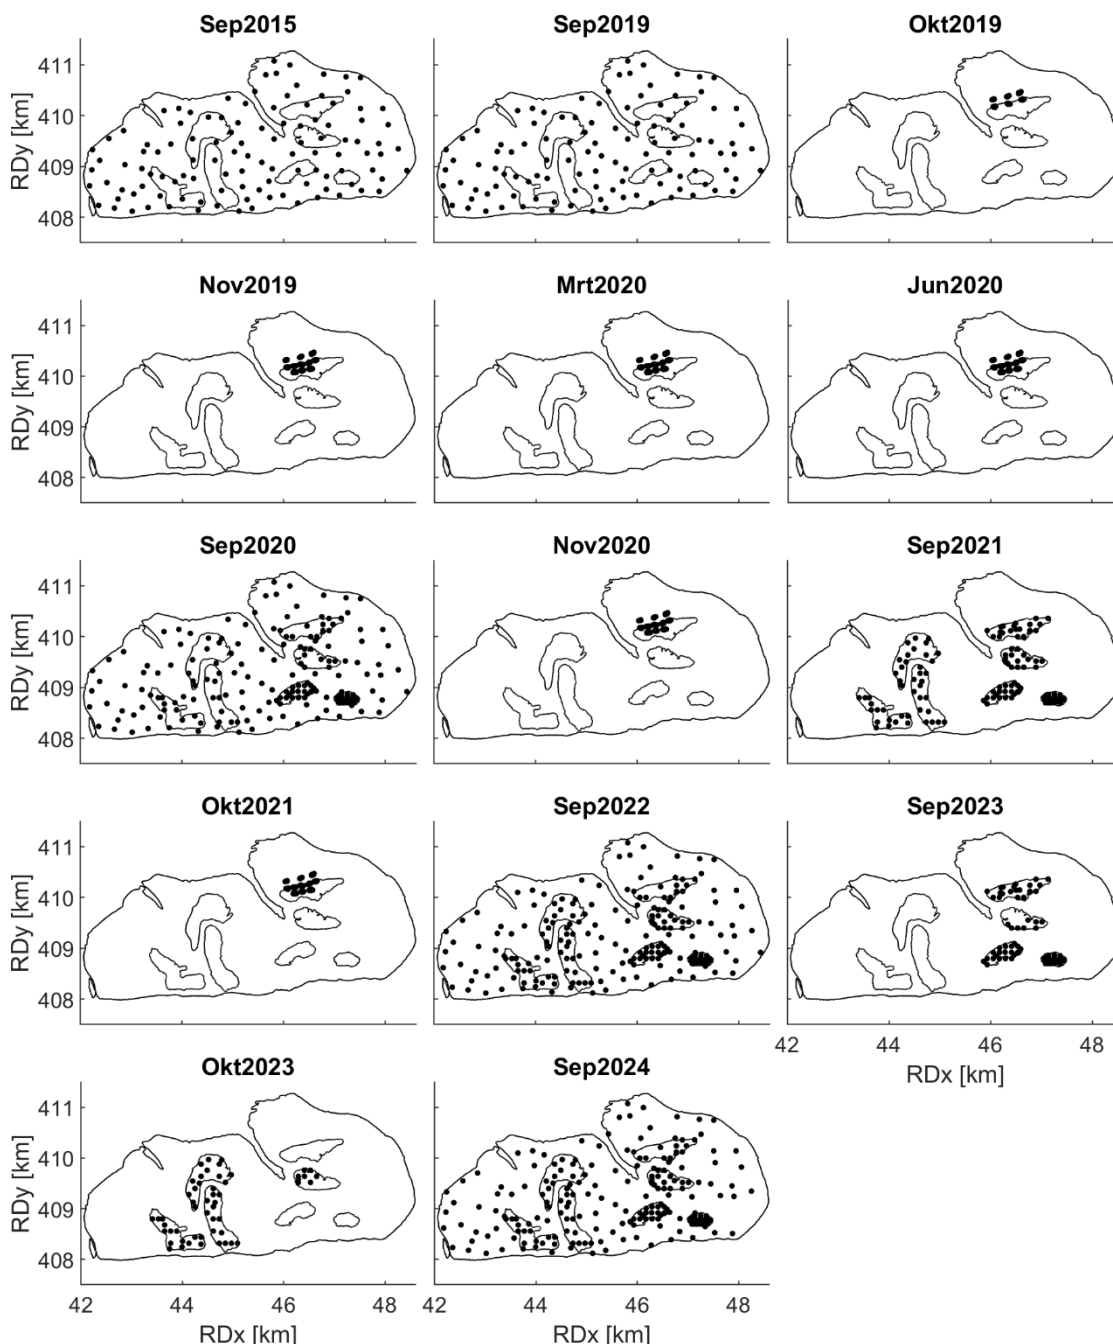 Sep2015 Sep2019 Okt2019
RDy [km] 411 410 409 408
Nov2019 Mrt2020 Jun2020
RDy [km] 411 410 409 408
Sep2020 Nov2020 Sep2021
RDy [km] 411 410 409 408
Okt2021 Sep2022 Sep2023
RDy [km] 411 410 409 408
42 44 46 48
RDx [km]
Okt2023 Sep2024
RDy [km] 411 410 409 408
42 44 46 48 42 44 46 48
RDx [km] RDx [km]